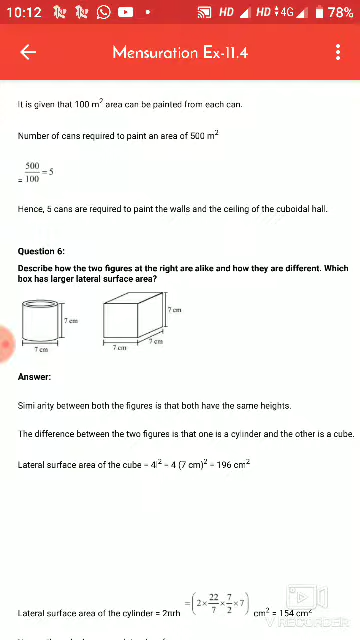 10:12 HD HD 4G 78%
Mensuration Ex-11.4
It is given that 100 m² area can be painted from each can.
Number of cans required to paint an area of 500 m²
= 500/100 = 5
Hence, 5 cans are required to paint the walls and the ceiling of the cuboidal hall.
Question 6:
Describe how the two figures at the right are alike and how they are different. Which
box has larger lateral surface area?
7 cm 7 cm
7 cm 7 cm 7 cm
Answer:
Simi arity between both the figures is that both have the same heights.
The difference between the two figures is that one is a cylinder and the other is a cube.
Lateral surface area of the cube = 4l² = 4 (7 cm)² = 196 cm²
Lateral surface area of the cylinder = 2πrh = (2 × 22/7 × 7/2 × 7) cm² = 154 cm²
V RECORDER